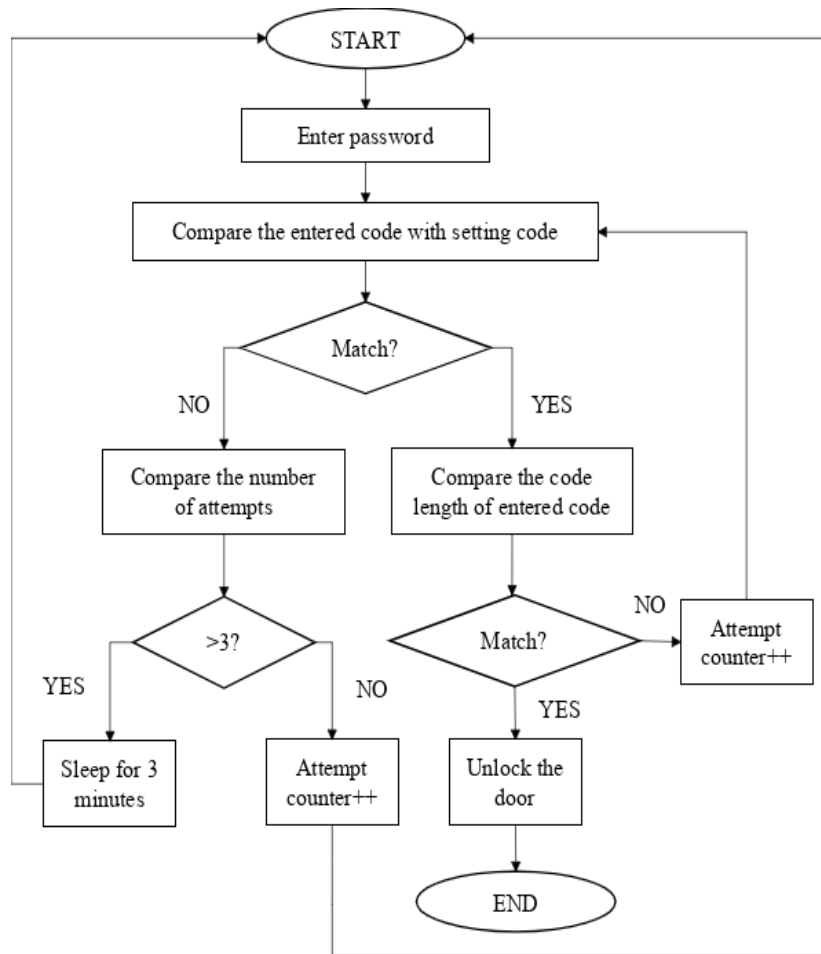 START
Enter password
Compare the entered code with setting code
Match?
NO
YES
Compare the number
of attempts
Compare the code
length of entered code
>3?
YES
NO
Match?
NO
YES
Attempt
counter++
Sleep for 3
minutes
Attempt
counter++
Unlock the
door
END